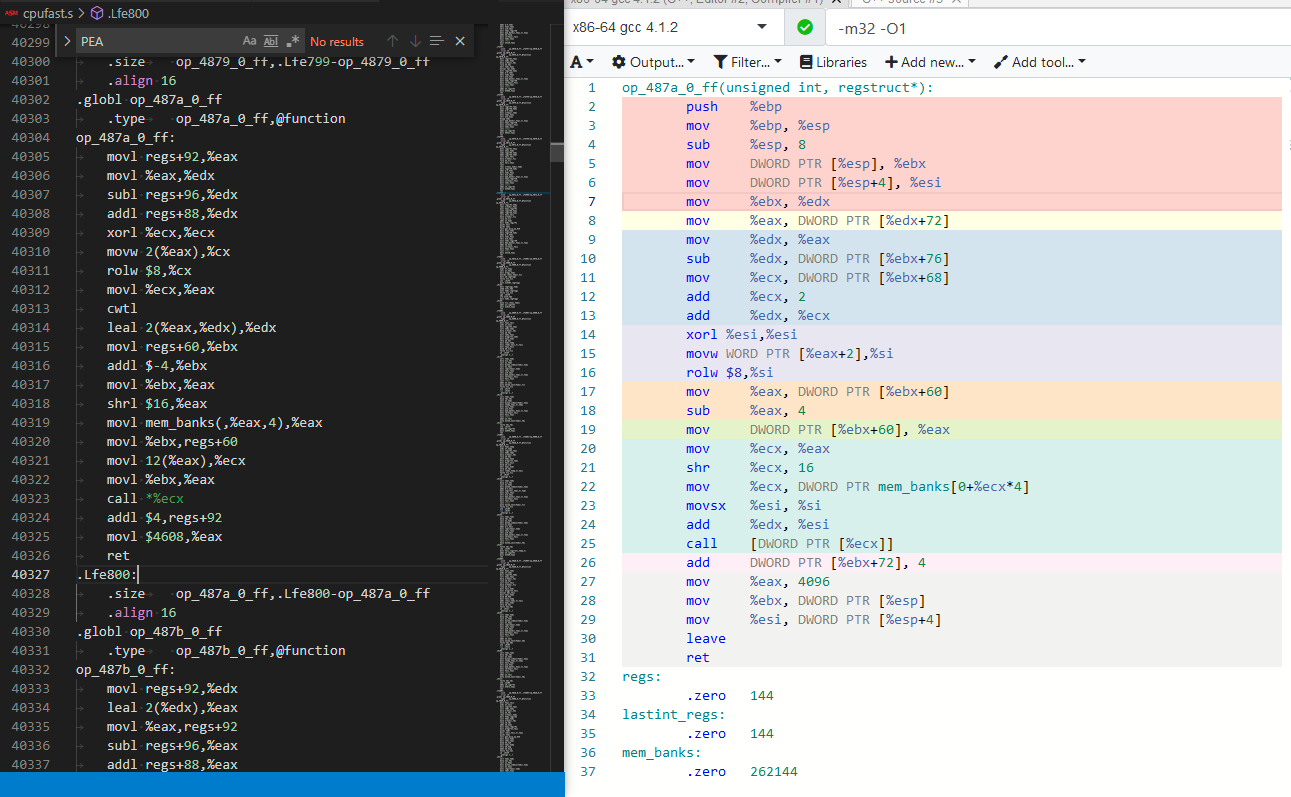 cpufast.s > .Lfe800
40298
40299
PEA
Aa
Ab
.*
No results
40300 .size op_4879_0_ff,.Lfe799-op_4879_0_ff
40301 .align 16
40302 .globl op_487a_0_ff
40303 .type op_487a_0_ff,@function
40304 op_487a_0_ff:
40305 movl regs+92,%eax
40306 movl %eax,%edx
40307 subl regs+96,%edx
40308 addl regs+88,%edx
40309 xorl %ecx,%ecx
40310 movw 2(%eax),%cx
40311 rolw $8,%cx
40312 movl %ecx,%eax
40313 cwtl
40314 leal 2(%eax,%edx),%edx
40315 movl regs+60,%ebx
40316 addl $-4,%ebx
40317 movl %ebx,%eax
40318 shrl $16,%eax
40319 movl mem_banks(,%eax,4),%eax
40320 movl %ebx,regs+60
40321 movl 12(%eax),%ecx
40322 movl %ebx,%eax
40323 call *%ecx
40324 addl $4,regs+92
40325 movl $4608,%eax
40326 ret
40327 .Lfe800:
40328 .size op_487a_0_ff,.Lfe800-op_487a_0_ff
40329 .align 16
40330 .globl op_487b_0_ff
40331 .type op_487b_0_ff,@function
40332 op_487b_0_ff:
40333 movl regs+92,%edx
40334 leal 2(%edx),%eax
40335 movl %eax,regs+92
40336 subl regs+96,%eax
40337 addl regs+88,%eax
x86-64 gcc 4.1.2 (C++, Editor #2, Compiler #1)
C++ source #3
x86-64 gcc 4.1.2
-m32 -O1
A
Output...
Filter...
Libraries
Add new...
Add tool...
1 op_487a_0_ff(unsigned int, regstruct*):
2 push %ebp
3 mov %ebp, %esp
4 sub %esp, 8
5 mov DWORD PTR [%esp], %ebx
6 mov DWORD PTR [%esp+4], %esi
7 mov %ebx, %edx
8 mov %eax, DWORD PTR [%edx+72]
9 mov %edx, %eax
10 sub %edx, DWORD PTR [%ebx+76]
11 mov %ecx, DWORD PTR [%ebx+68]
12 add %ecx, 2
13 add %edx, %ecx
14 xorl %esi,%esi
15 movw WORD PTR [%eax+2],%si
16 rolw $8,%si
17 mov %eax, DWORD PTR [%ebx+60]
18 sub %eax, 4
19 mov DWORD PTR [%ebx+60], %eax
20 mov %ecx, %eax
21 shr %ecx, 16
22 mov %ecx, DWORD PTR mem_banks[0+%ecx*4]
23 movsx %esi, %si
24 add %edx, %esi
25 call [DWORD PTR [%ecx]]
26 add DWORD PTR [%ebx+72], 4
27 mov %eax, 4096
28 mov %ebx, DWORD PTR [%esp]
29 mov %esi, DWORD PTR [%esp+4]
30 leave
31 ret
32 regs:
33 .zero 144
34 lastint_regs:
35 .zero 144
36 mem_banks:
37 .zero 262144